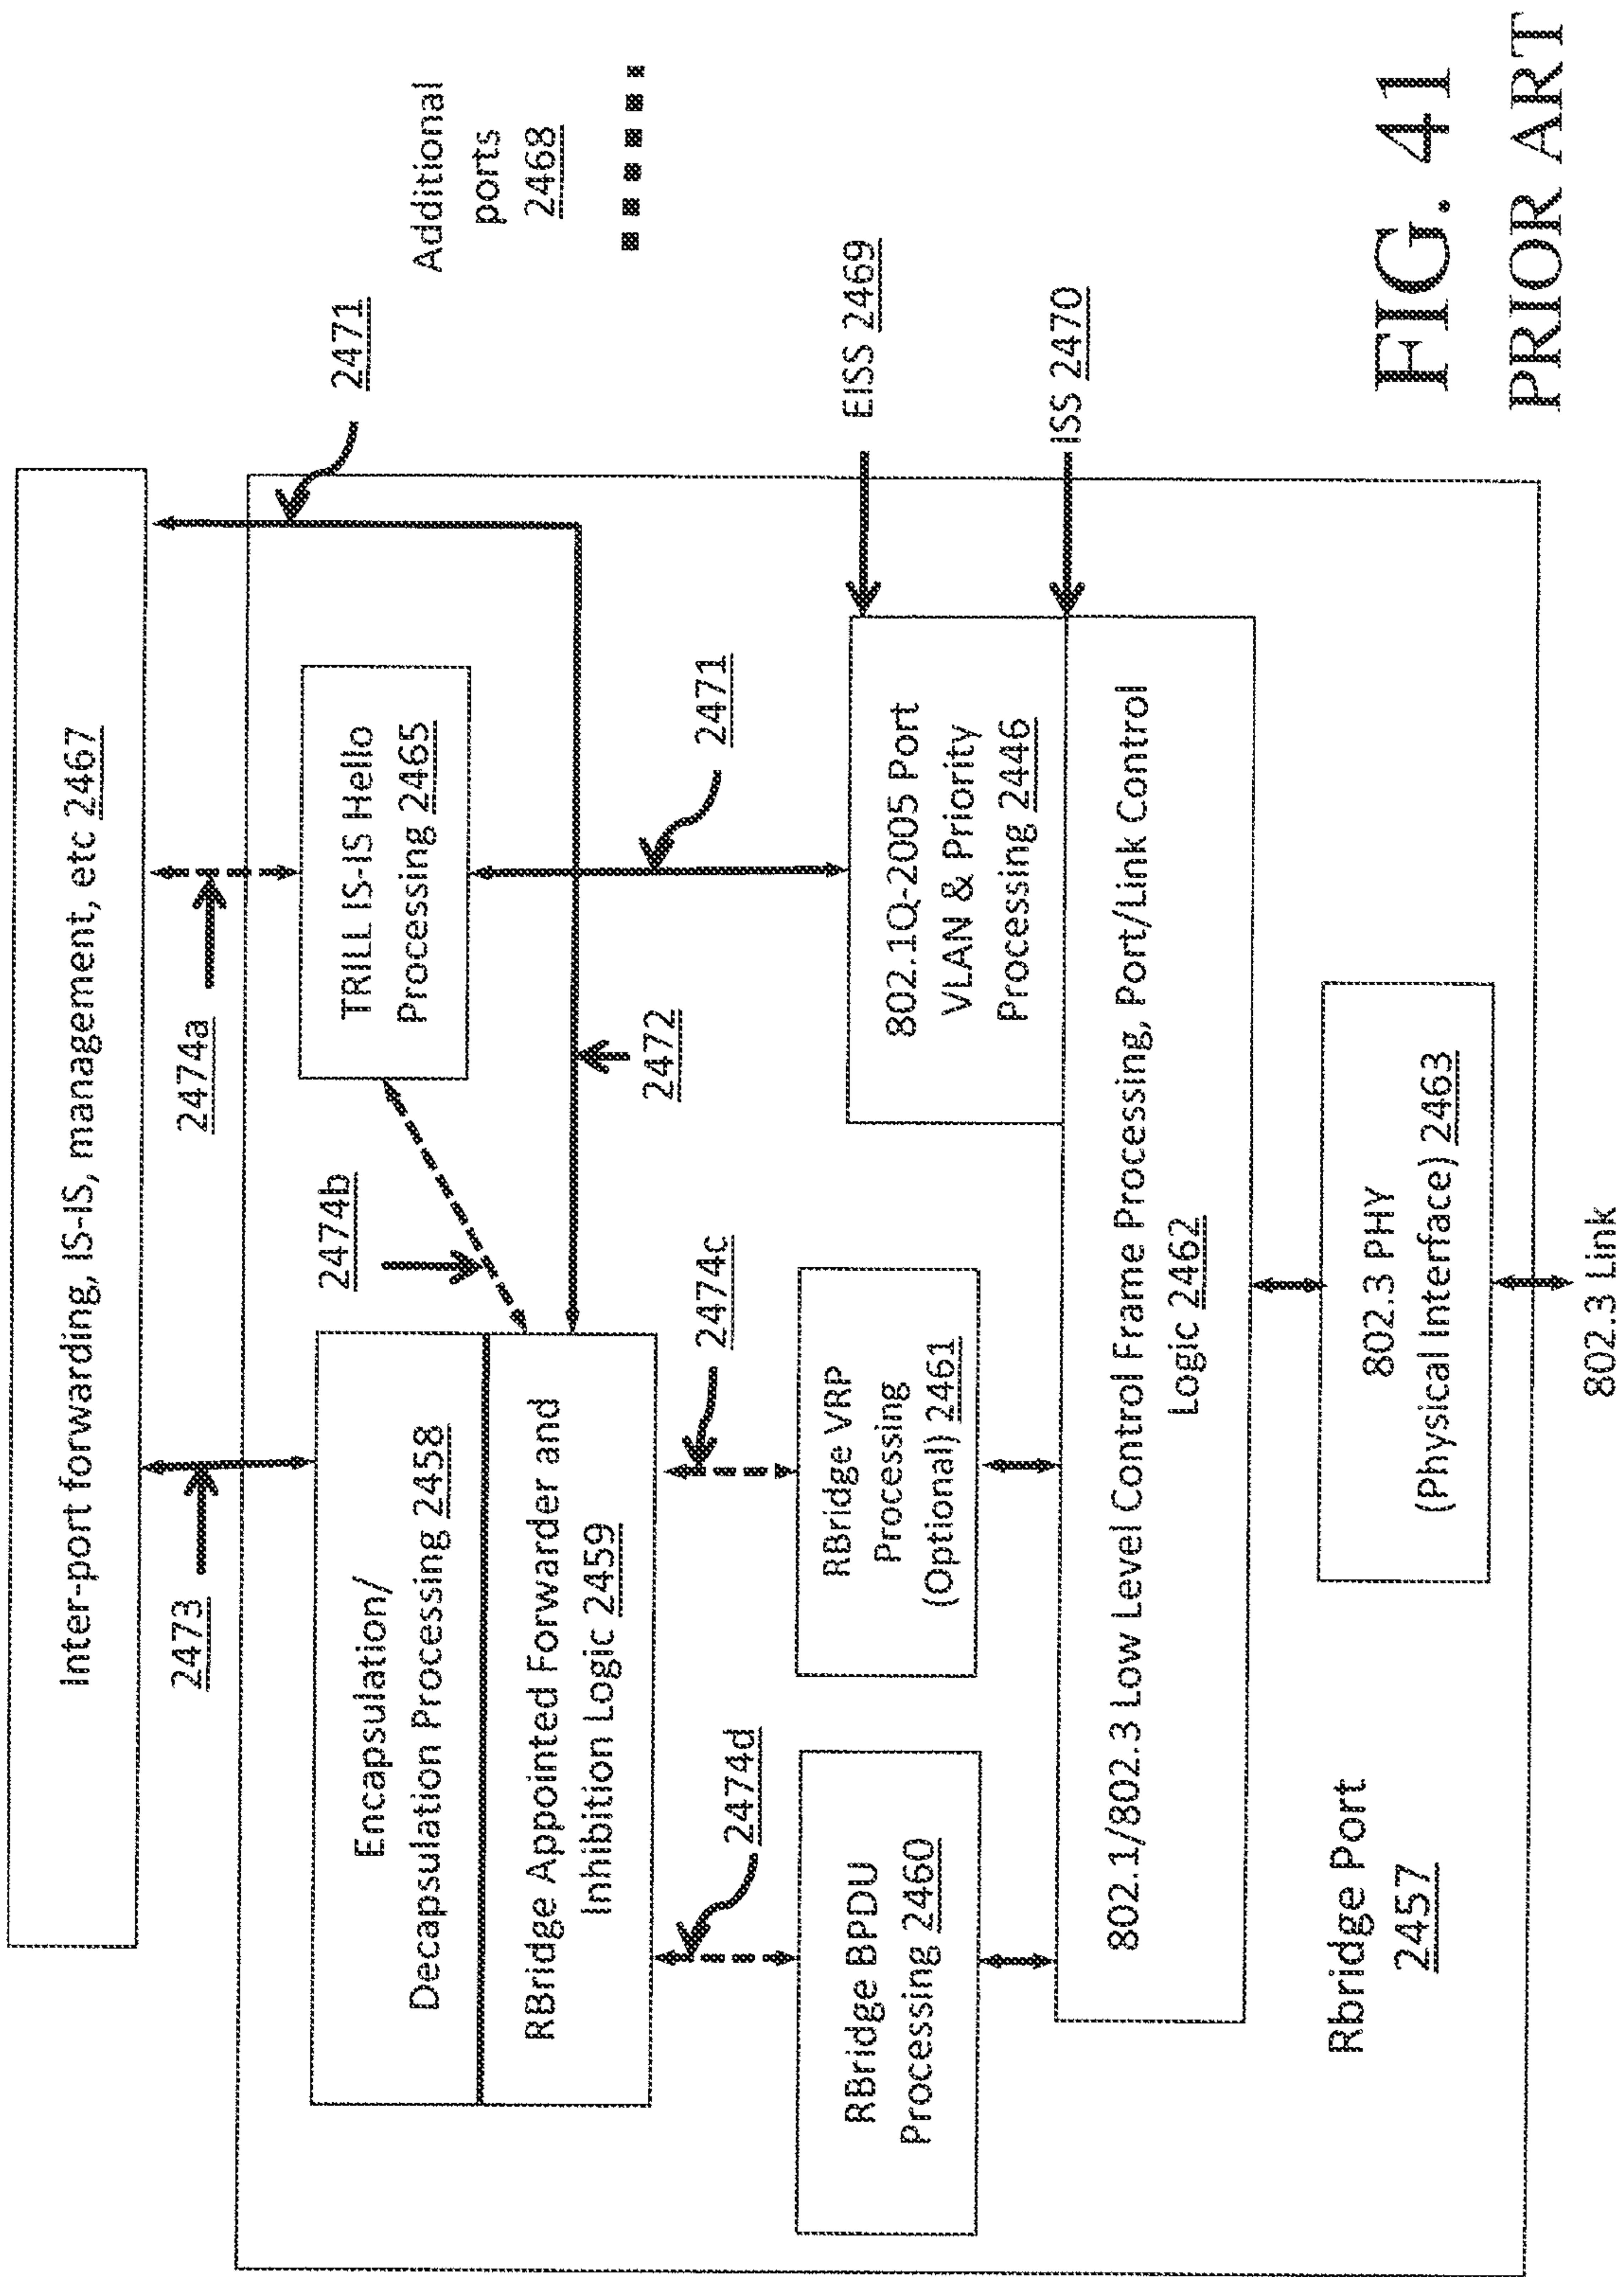 Inter-port forwarding, IS-IS, management, etc 2467
2473
2474a
2471
Additional
ports
2468
Encapsulation/
Decapsulation Processing 2458
RBridge Appointed Forwarder and
Inhibition Logic 2459
2474b
TRILL IS-IS Hello
Processing 2465
2472
2474d
2474c
2471
RBridge BPDU
Processing 2460
RBridge VRP
Processing
(Optional) 2461
802.1Q-2005 Port
VLAN & Priority
Processing 2446
EISS 2469
ISS 2470
802.1/802.3 Low Level Control Frame Processing, Port/Link Control
Logic 2462
Rbridge Port
2457
802.3 PHY
(Physical Interface) 2463
802.3 Link
FIG. 41
PRIOR ART